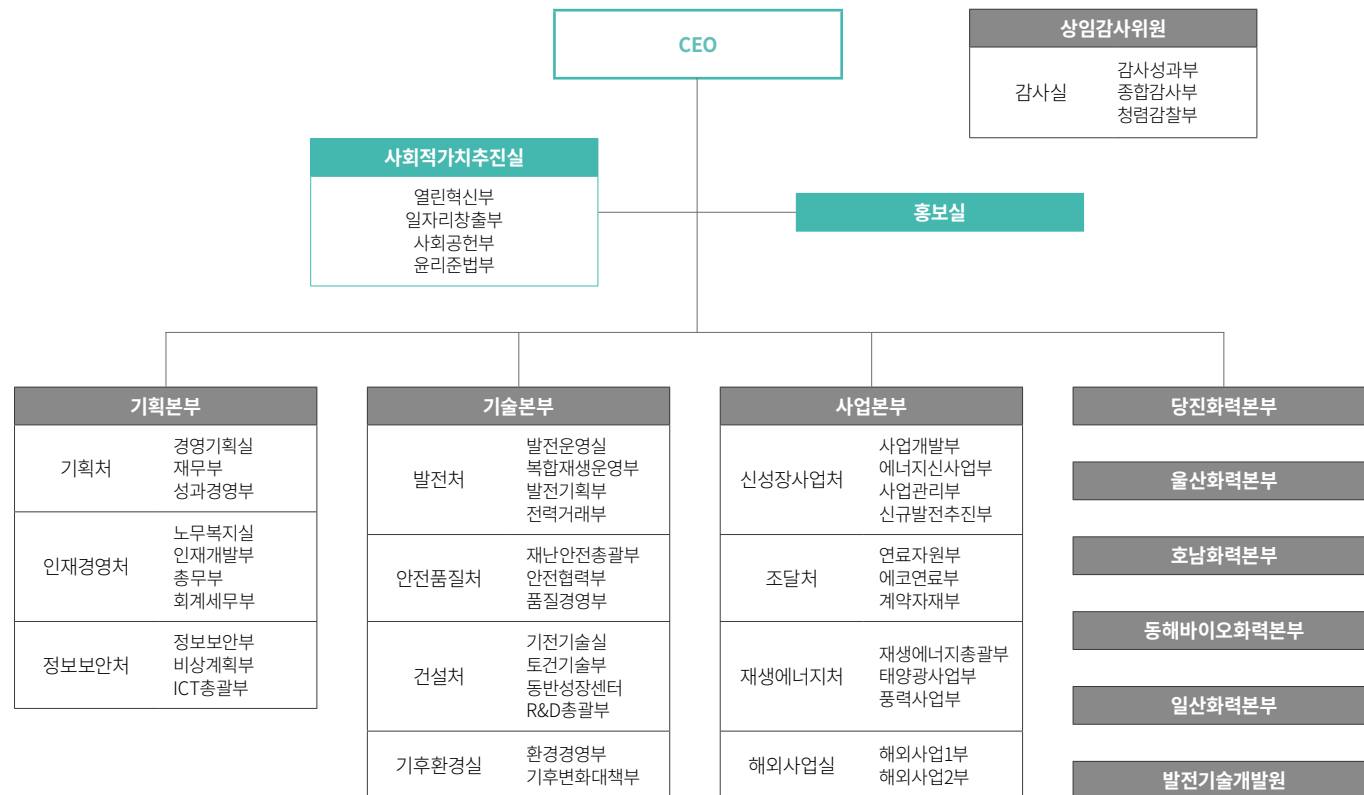 CEO
상임감사위원
감사실
감사성과부
종합감사부
청렴감찰부
사회적가치추진실
열린혁신부
일자리창출부
사회공헌부
윤리준법부
홍보실
기획본부
기획처
경영기획실
재무부
성과경영부
인재경영처
노무복지실
인재개발부
총무부
회계세무부
정보보안처
정보보안부
비상계획부
ICT총괄부
기술본부
발전처
발전운영실
복합재생운영부
발전기획부
전력거래부
안전품질처
재난안전총괄부
안전협력부
품질경영부
건설처
기전기술실
토건기술부
동반성장센터
R&D총괄부
기후환경실
환경경영부
기후변화대책부
사업본부
신성장사업처
사업개발부
에너지신사업부
사업관리부
신규발전추진부
조달처
연료자원부
에코연료부
계약자재부
재생에너지처
재생에너지총괄부
태양광사업부
풍력사업부
해외사업실
해외사업1부
해외사업2부
당진화력본부
울산화력본부
호남화력본부
동해바이오화력본부
일산화력본부
발전기술개발원